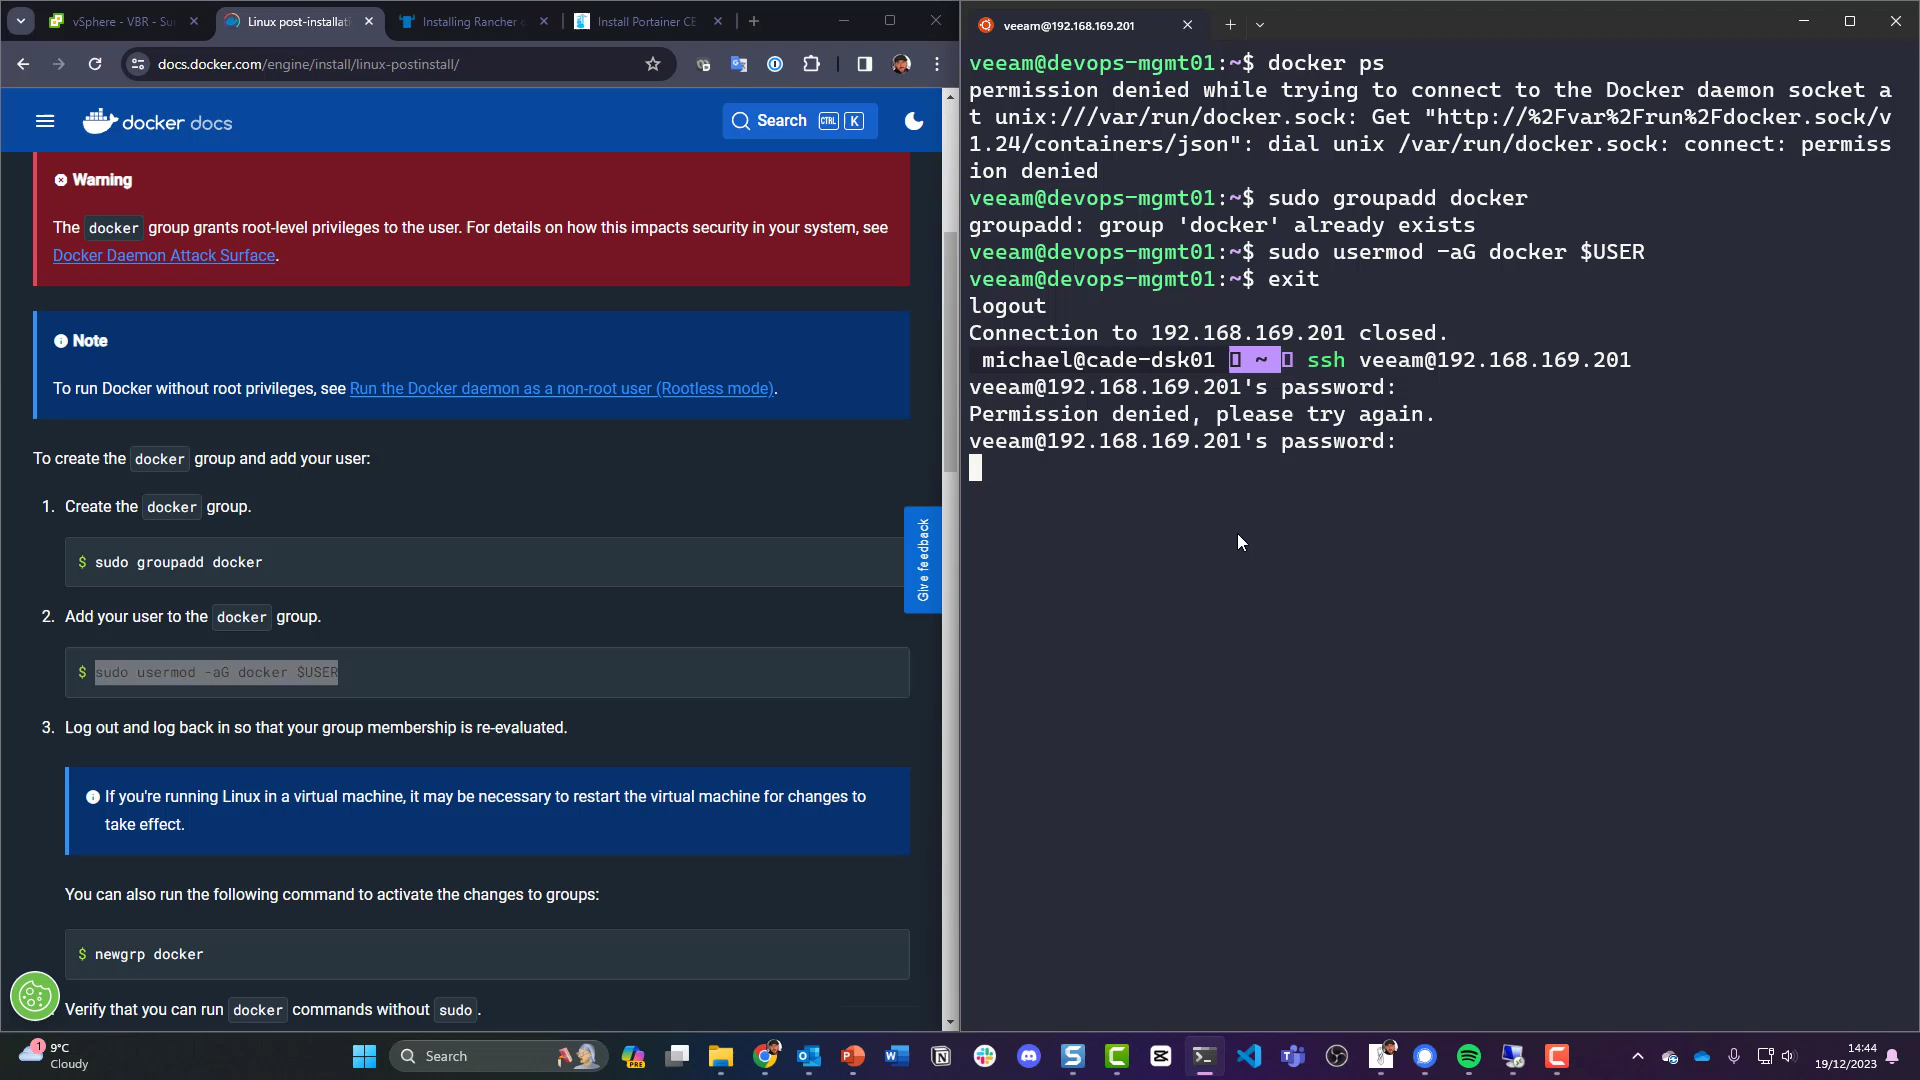 vSphere - VBR - Su
Linux post-installati
Installing Rancher
Install Portainer CE
docs.docker.com/engine/install/linux-postinstall/
docker docs
Search CTRL K
Warning
The docker group grants root-level privileges to the user. For details on how this impacts security in your system, see
Docker Daemon Attack Surface.
Note
To run Docker without root privileges, see Run the Docker daemon as a non-root user (Rootless mode).
To create the docker group and add your user:
1. Create the docker group.
$ sudo groupadd docker
2. Add your user to the docker group.
$ sudo usermod -aG docker $USER
3. Log out and log back in so that your group membership is re-evaluated.
If you're running Linux in a virtual machine, it may be necessary to restart the virtual machine for changes to
take effect.
You can also run the following command to activate the changes to groups:
$ newgrp docker
Verify that you can run docker commands without sudo.
Give feedback
veeam@192.168.169.201
veeam@devops-mgmt01:~$ docker ps
permission denied while trying to connect to the Docker daemon socket a
t unix:///var/run/docker.sock: Get "http://%2Fvar%2Frun%2Fdocker.sock/v
1.24/containers/json": dial unix /var/run/docker.sock: connect: permiss
ion denied
veeam@devops-mgmt01:~$ sudo groupadd docker
groupadd: group 'docker' already exists
veeam@devops-mgmt01:~$ sudo usermod -aG docker $USER
veeam@devops-mgmt01:~$ exit
logout
Connection to 192.168.169.201 closed.
michael@cade-dsk01 ~ ssh veeam@192.168.169.201
veeam@192.168.169.201's password:
Permission denied, please try again.
veeam@192.168.169.201's password:
1
9°C
Cloudy
Search
PRE
14:44
19/12/2023